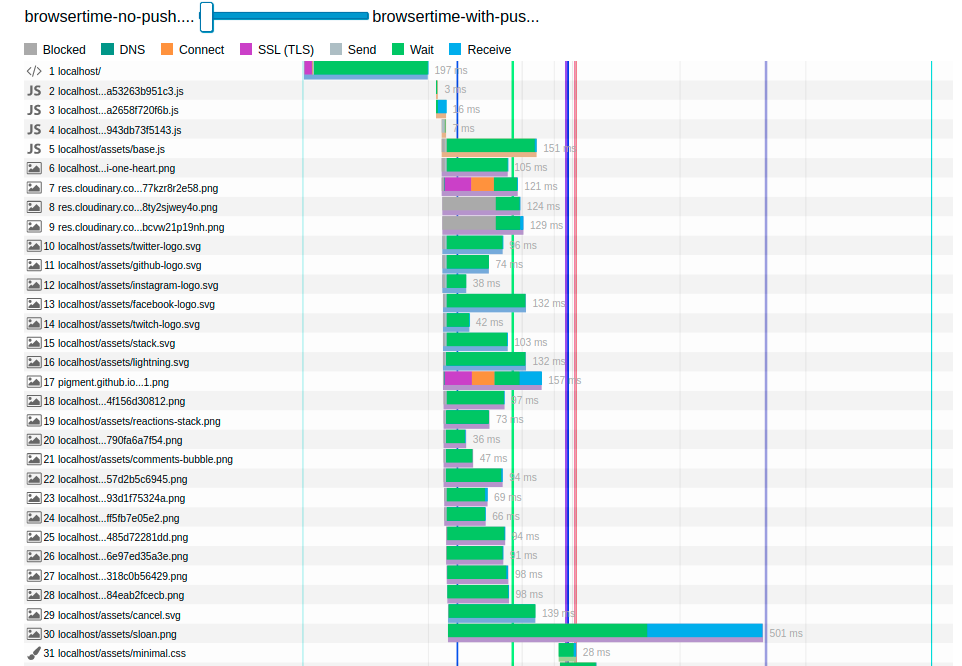 browsertime-no-push.... browsertime-with-pus...
Blocked DNS Connect SSL (TLS) Send Wait Receive
1 localhost/ 197 ms
JS 2 localhost...a53263b951c3.js 3 ms
JS 3 localhost...a2658f720f6b.js 16 ms
JS 4 localhost...943db73f5143.js 7 ms
JS 5 localhost/assets/base.js 151 ms
6 localhost...i-one-heart.png 105 ms
7 res.cloudinary.co...77kzr8r2e58.png 121 ms
8 res.cloudinary.co...8ty2sjwey4o.png 124 ms
9 res.cloudinary.co...bcvw21p19nh.png 129 ms
10 localhost/assets/twitter-logo.svg 96 ms
11 localhost/assets/github-logo.svg 74 ms
12 localhost/assets/instagram-logo.svg 38 ms
13 localhost/assets/facebook-logo.svg 132 ms
14 localhost/assets/twitch-logo.svg 42 ms
15 localhost/assets/stack.svg 103 ms
16 localhost/assets/lightning.svg 132 ms
17 pigment.github.io...1.png 157 ms
18 localhost...4f156d30812.png 97 ms
19 localhost/assets/reactions-stack.png 73 ms
20 localhost...790fa6a7f54.png 36 ms
21 localhost/assets/comments-bubble.png 47 ms
22 localhost...57d2b5c6945.png 94 ms
23 localhost...93d1f75324a.png 69 ms
24 localhost...ff5fb7e05e2.png 66 ms
25 localhost...485d72281dd.png 94 ms
26 localhost...6e97ed35a3e.png 91 ms
27 localhost...318c0b56429.png 98 ms
28 localhost...84eab2fcecb.png 98 ms
29 localhost/assets/cancel.svg 139 ms
30 localhost/assets/sloan.png 501 ms
31 localhost/assets/minimal.css 28 ms